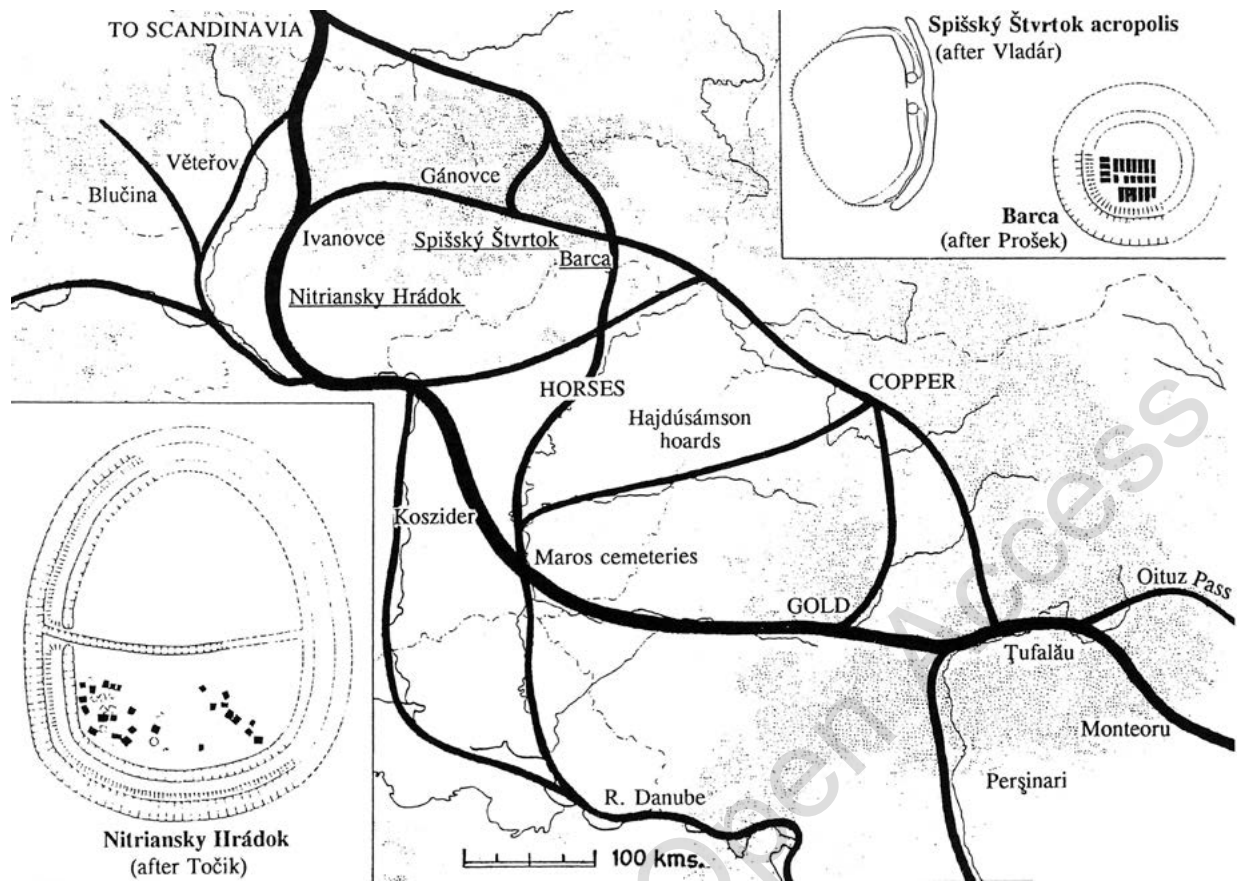 TO SCANDINAVIA
Spišský Štvrtok acropolis
(after Vladár)
Věteřov
Blučina
Gánovce
Ivanovce
Spišský Štvrtok
Barca
Barca
(after Prošek)
Nitriansky Hrádok
HORSES
COPPER
Hajdúsámson
hoards
Koszider
Maros cemeteries
GOLD
Oituz Pass
Ţufalău
Monteoru
Perşinari
R. Danube
Nitriansky Hrádok
(after Točik)
100 kms.
Open Access